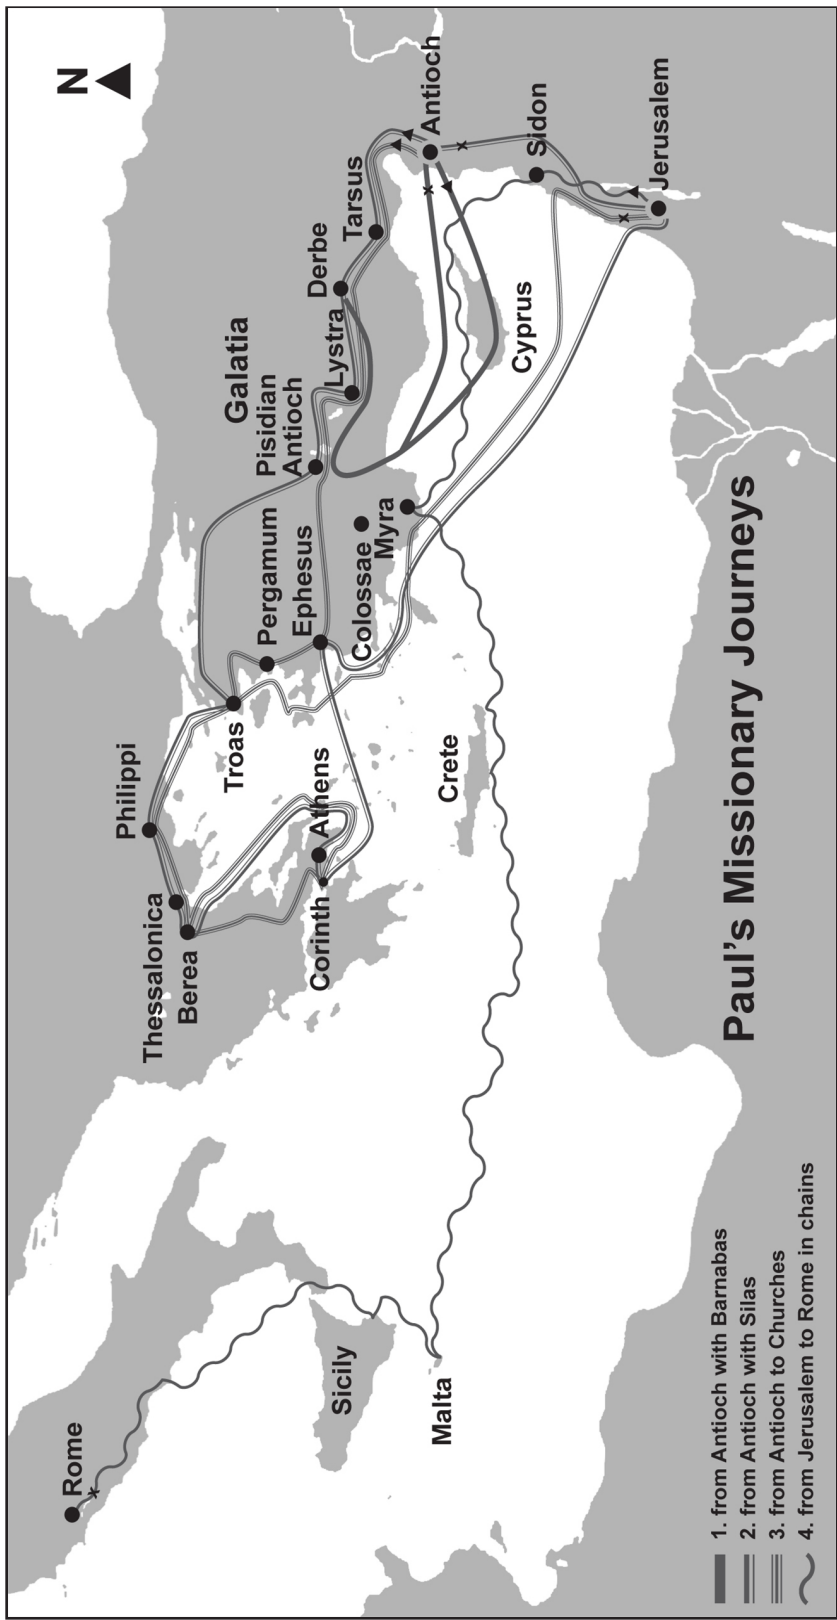 N
Rome
Sicily
Malta
Thessalonica
Berea
Philippi
Corinth
Athens
Troas
Crete
Pergamum
Ephesus
Colossae
Myra
Galatia
Pisidian
Antioch
Lystra
Derbe
Tarsus
Antioch
Cyprus
Sidon
Jerusalem
Paul's Missionary Journeys
1. from Antioch with Barnabas
2. from Antioch with Silas
3. from Antioch to Churches
4. from Jerusalem to Rome in chains